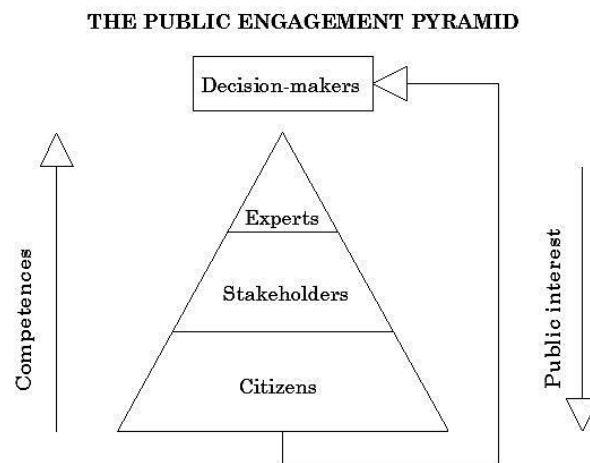 THE PUBLIC ENGAGEMENT PYRAMID
Decision-makers
Experts
Stakeholders
Citizens
Competences
Public interest